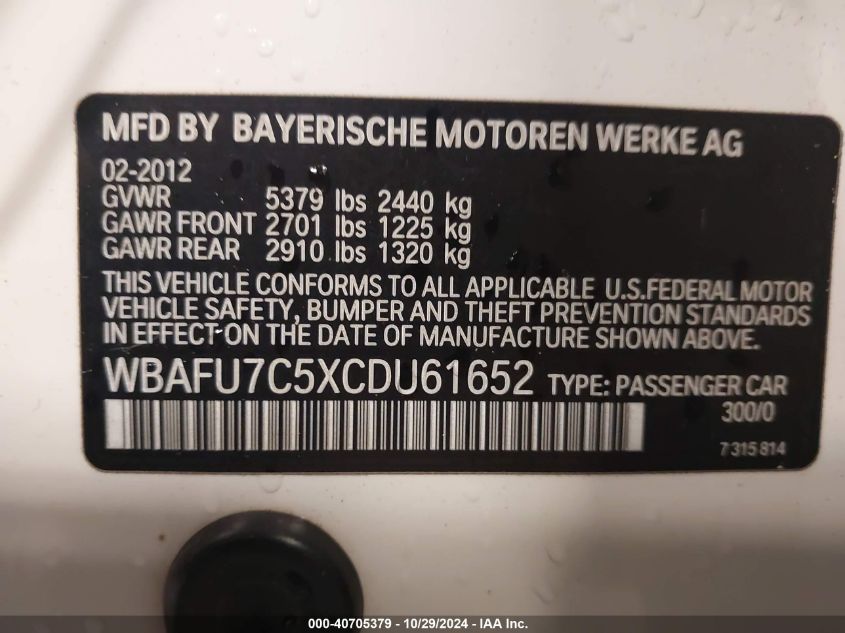 MFD BY BAYERISCHE MOTOREN WERKE AG
02-2012
GVWR 5379 lbs 2440 kg
GAWR FRONT 2701 lbs 1225 kg
GAWR REAR 2910 lbs 1320 kg
THIS VEHICLE CONFORMS TO ALL APPLICABLE U.S.FEDERAL MOTOR
VEHICLE SAFETY, BUMPER AND THEFT PREVENTION STANDARDS
IN EFFECT ON THE DATE OF MANUFACTURE SHOWN ABOVE.
WBAFU7C5XCDU61652 TYPE: PASSENGER CAR
300/0
7 315 814
000-40705379 - 10/29/2024 - IAA Inc.